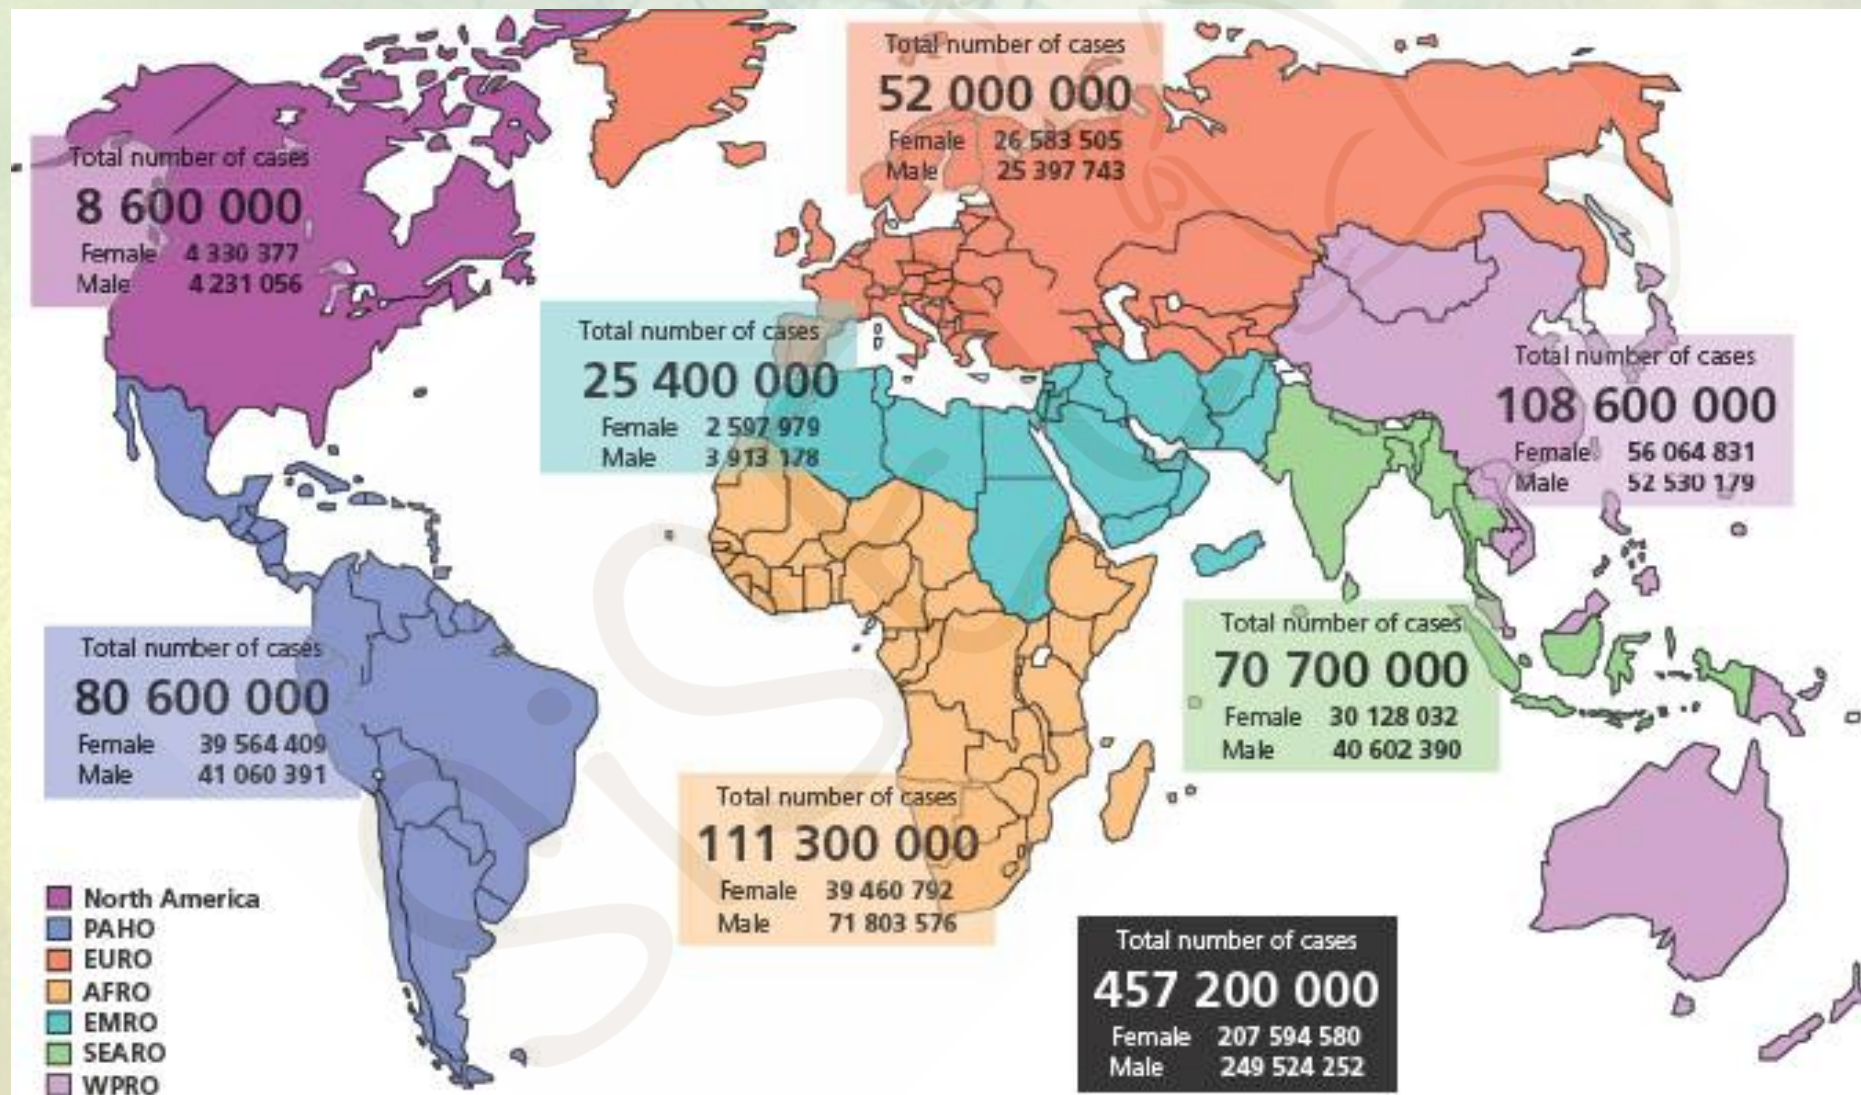 Total number of cases
52 000 000
Female 26 583 505
Male 25 397 743
Total number of cases
8 600 000
Female 4 330 377
Male 4 231 056
Total number of cases
25 400 000
Female 2 597 979
Male 3 913 178
Total number of cases
108 600 000
Female 56 064 831
Male 52 530 179
Total number of cases
80 600 000
Female 39 564 409
Male 41 060 391
Total number of cases
70 700 000
Female 30 128 032
Male 40 602 390
Total number of cases
111 300 000
Female 39 460 792
Male 71 803 576
North America
PAHO
EURO
AFRO
EMRO
SEARO
WPRO
Total number of cases
457 200 000
Female 207 594 580
Male 249 524 252